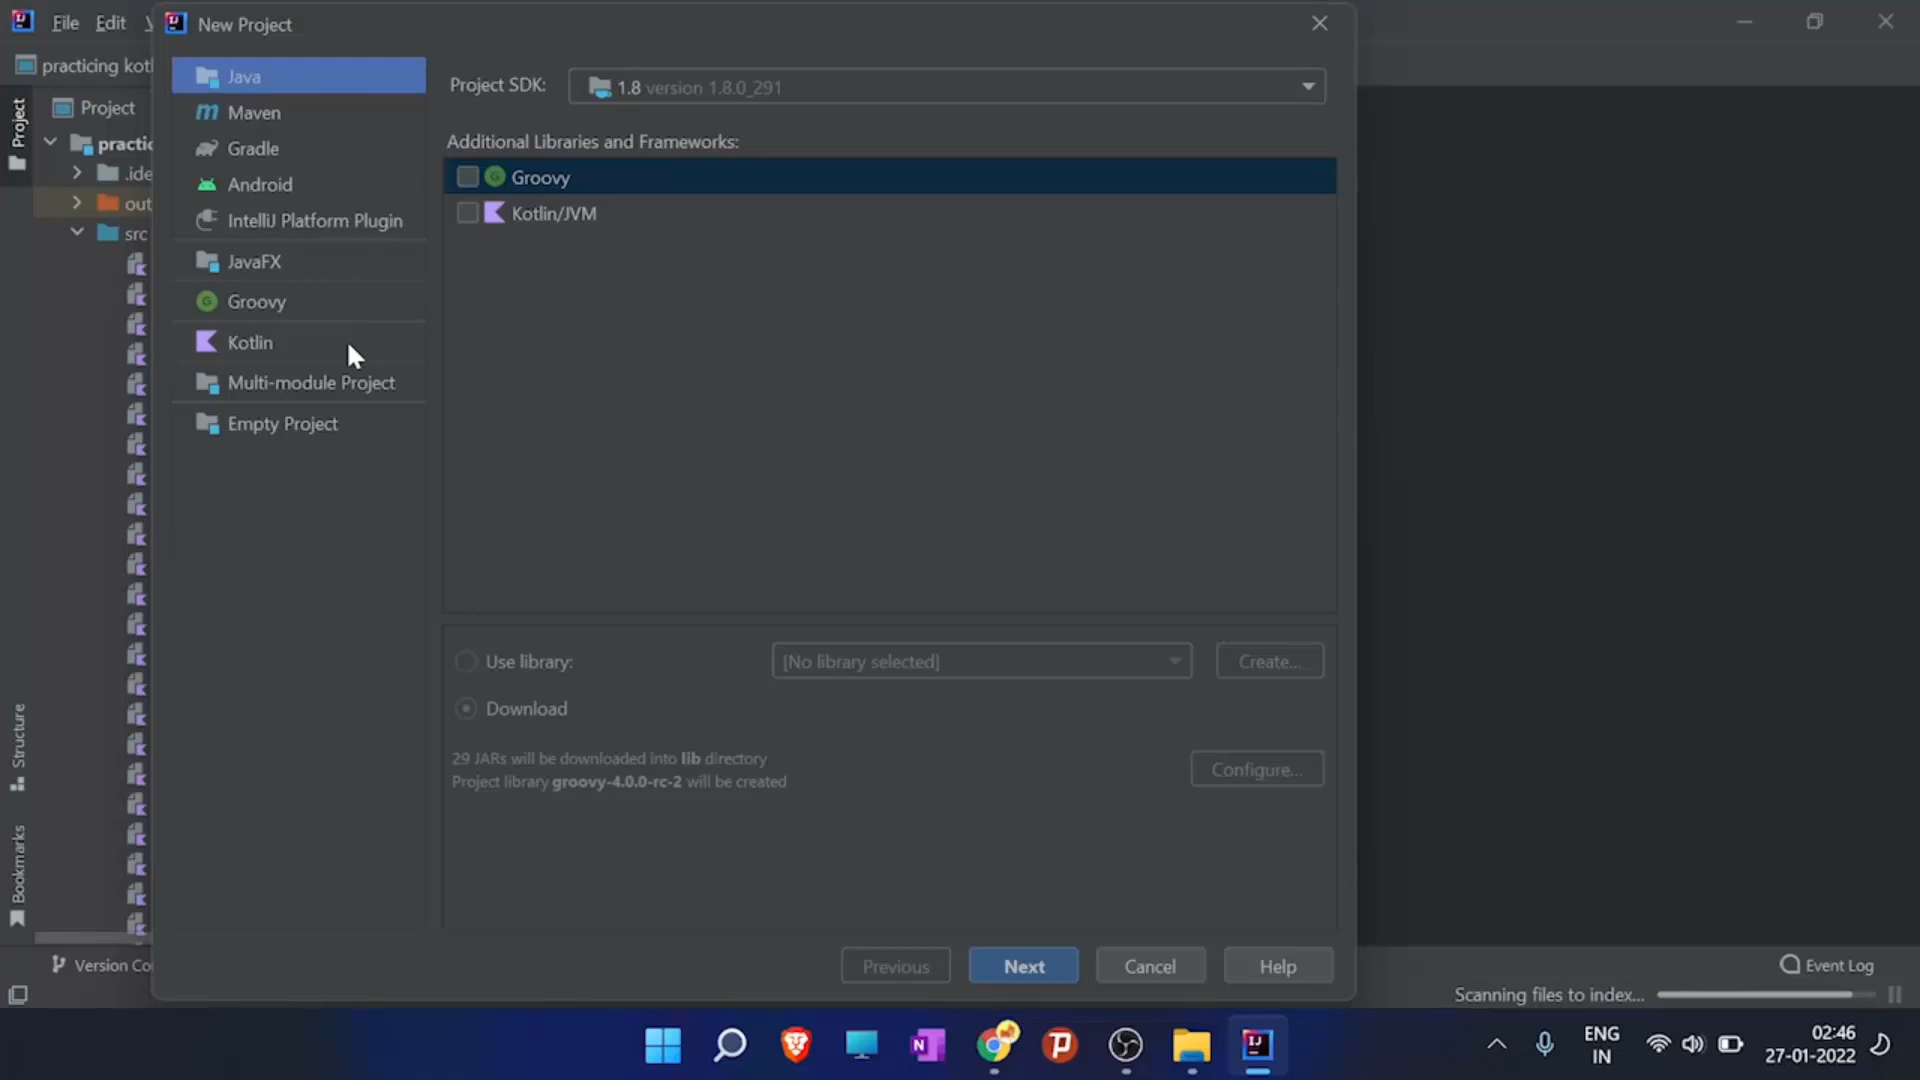 File Edit
New Project
practicing kotl
Project
Project
practic
.ide
out
src
Structure
Bookmarks
Java
Maven
Gradle
Android
IntelliJ Platform Plugin
JavaFX
Groovy
Kotlin
Multi-module Project
Empty Project
Project SDK:
1.8 version 1.8.0_291
Additional Libraries and Frameworks:
Groovy
Kotlin/JVM
Use library:
[No library selected]
Create...
Download
29 JARs will be downloaded into lib directory
Project library groovy-4.0.0-rc-2 will be created
Configure...
Previous
Next
Cancel
Help
Version Co
Event Log
Scanning files to index...
ENG
IN
02:46
27-01-2022